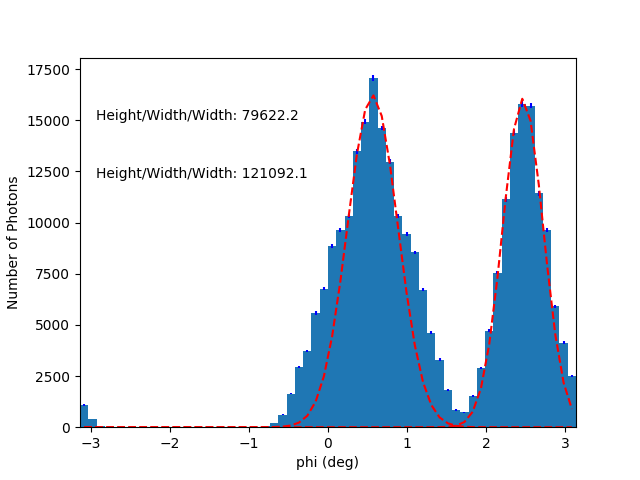 17500
15000
12500
10000
7500
5000
2500
0
Number of Photons
Height/Width/Width: 79622.2
Height/Width/Width: 121092.1
−3 −2 −1 0 1 2 3
phi (deg)